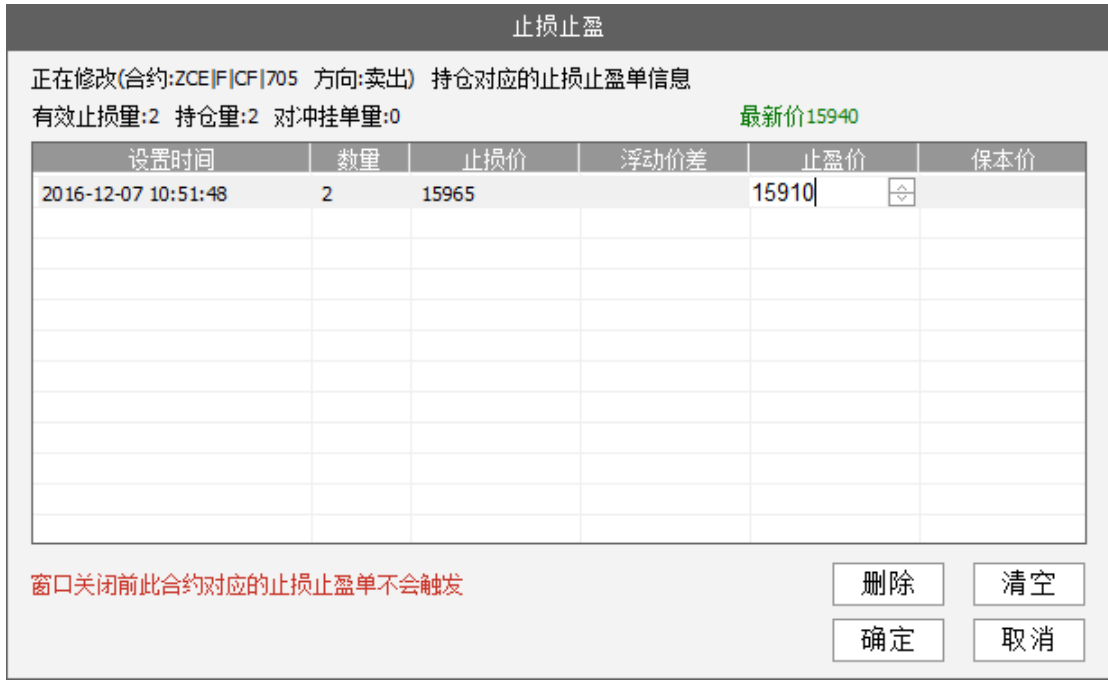 止损止盈
正在修改(合约:ZCE|F|CF|705 方向:卖出) 持仓对应的止损止盈单信息
有效止损量:2 持仓量:2 对冲挂单量:0 最新价15940
设置时间 数量 止损价 浮动价差 止盈价 保本价
2016-12-07 10:51:48 2 15965 15910
窗口关闭前此合约对应的止损止盈单不会触发 删除 清空
确定 取消